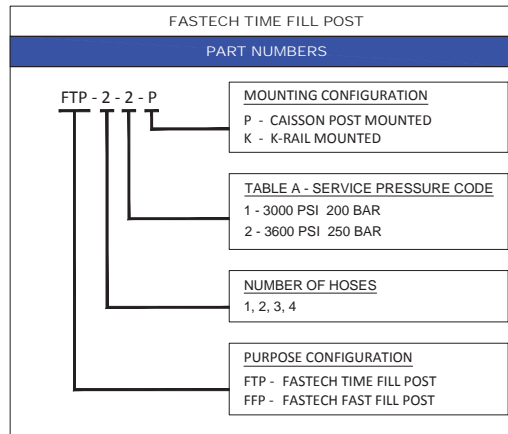 FASTECH TIME FILL POST
PART NUMBERS
FTP - 2 - 2 - P
MOUNTING CONFIGURATION
P - CAISSON POST MOUNTED
K - K-RAIL MOUNTED
TABLE A - SERVICE PRESSURE CODE
1 - 3000 PSI 200 BAR
2 - 3600 PSI 250 BAR
NUMBER OF HOSES
1, 2, 3, 4
PURPOSE CONFIGURATION
FTP - FASTECH TIME FILL POST
FFP - FASTECH FAST FILL POST